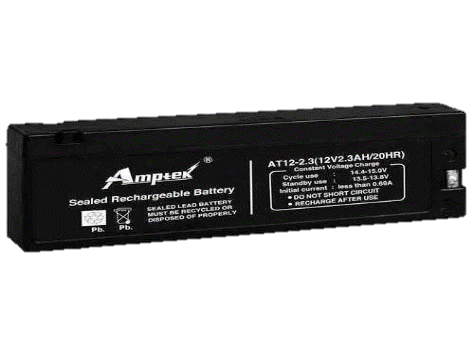 Amptek ®
Sealed Rechargeable Battery
Pb. Pb.
SEALED LEAD BATTERY
MUST BE RECYCLED OR
DISPOSED OF PROPERLY
AT12-2.3(12V2.3AH/20HR)
Constant Voltage Charge
Cycle use : 14.4-15.0V
Standby use : 13.5-13.8V
Initial current : less than 0.69A
● DO NOT SHORT CIRCUIT
● RECHARGE AFTER USE